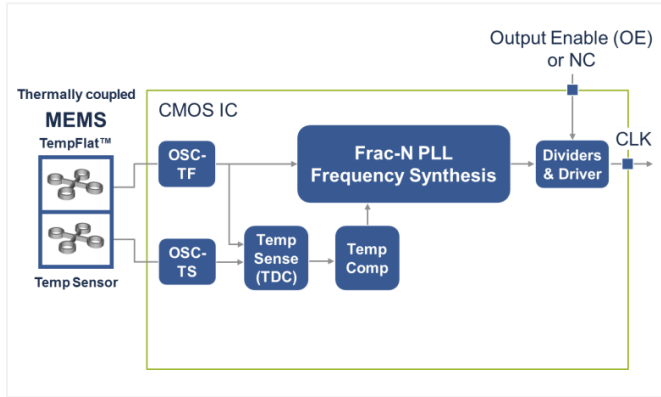 Output Enable (OE)
or NC
Thermally coupled
MEMS
TempFlat™
CMOS IC
CLK
OSC-
TF
Frac-N PLL
Frequency Synthesis
Dividers
& Driver
OSC-
TS
Temp
Sense
(TDC)
Temp
Comp
Temp Sensor